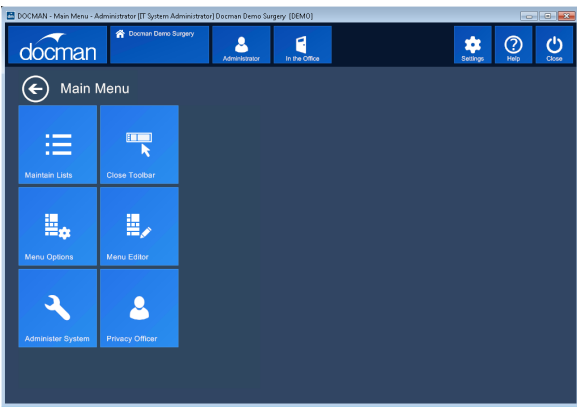 DOCMAN - Main Menu - Administrator [IT System Administrator] Docman Demo Surgery [DEMO]
docman
Docman Demo Surgery
Administrator
In the Office
Settings
Help
Close
Main Menu
Maintain Lists
Close Toolbar
Menu Options
Menu Editor
Administer System
Privacy Officer